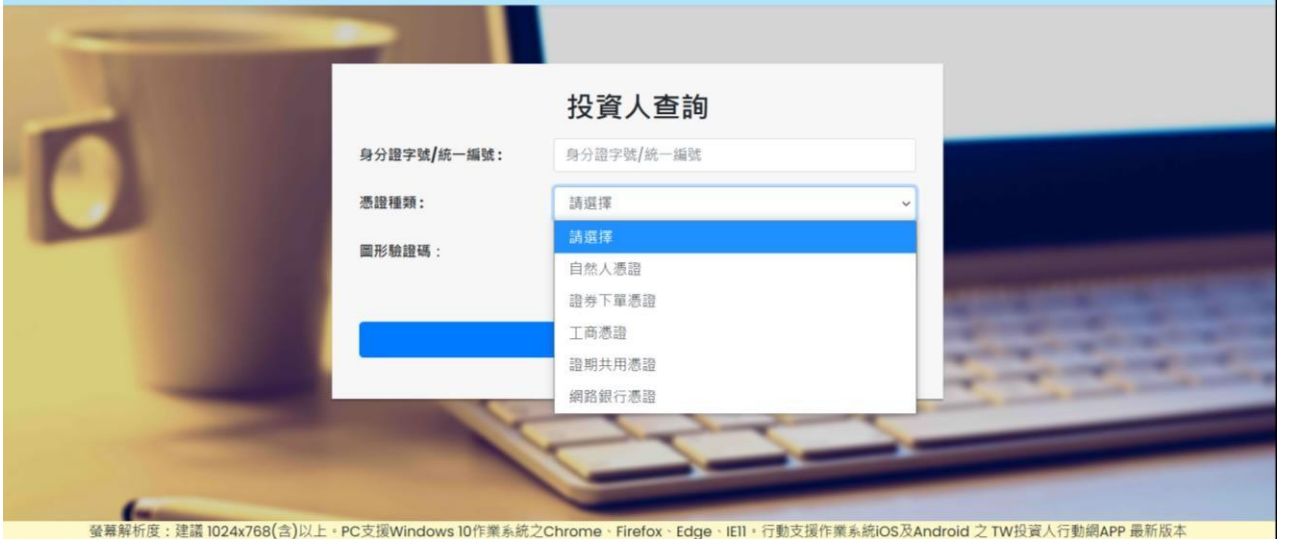 投資人查詢
身分證字號/統一編號：
身分證字號/統一編號
憑證種類：
請選擇
請選擇
自然人憑證
證券下單憑證
工商憑證
證期共用憑證
網路銀行憑證
圖形驗證碼：
螢幕解析度：建議 1024x768(含)以上。PC支援Windows 10作業系統之Chrome、Firefox、Edge、IE11。行動支援作業系統iOS及Android 之 TW投資人行動網APP 最新版本